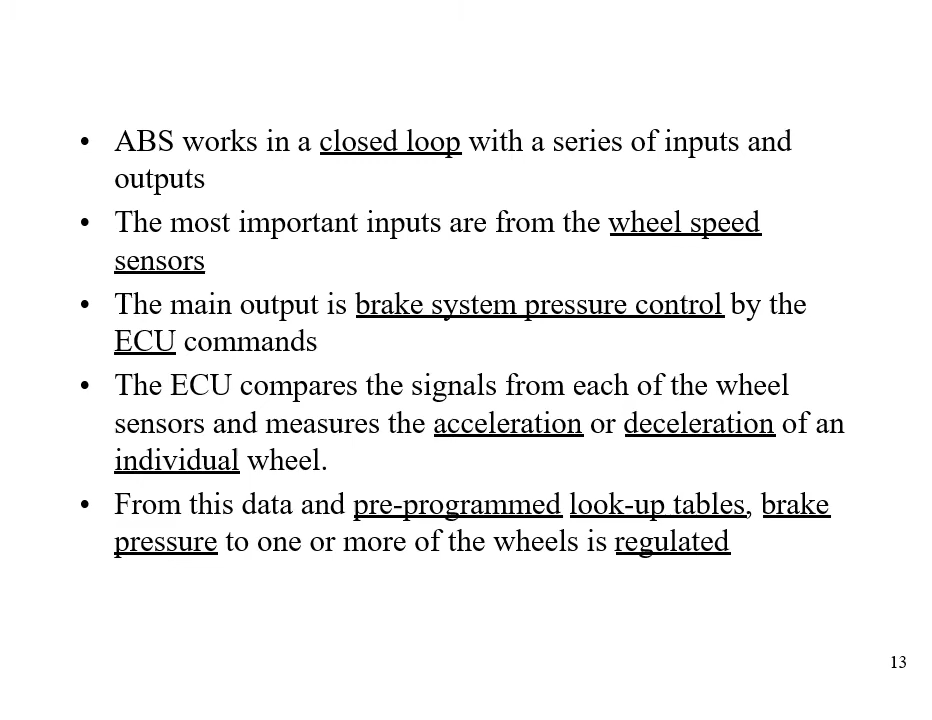 • ABS works in a closed loop with a series of inputs and
outputs
• The most important inputs are from the wheel speed
sensors
• The main output is brake system pressure control by the
ECU commands
• The ECU compares the signals from each of the wheel
sensors and measures the acceleration or deceleration of an
individual wheel.
• From this data and pre-programmed look-up tables, brake
pressure to one or more of the wheels is regulated
13